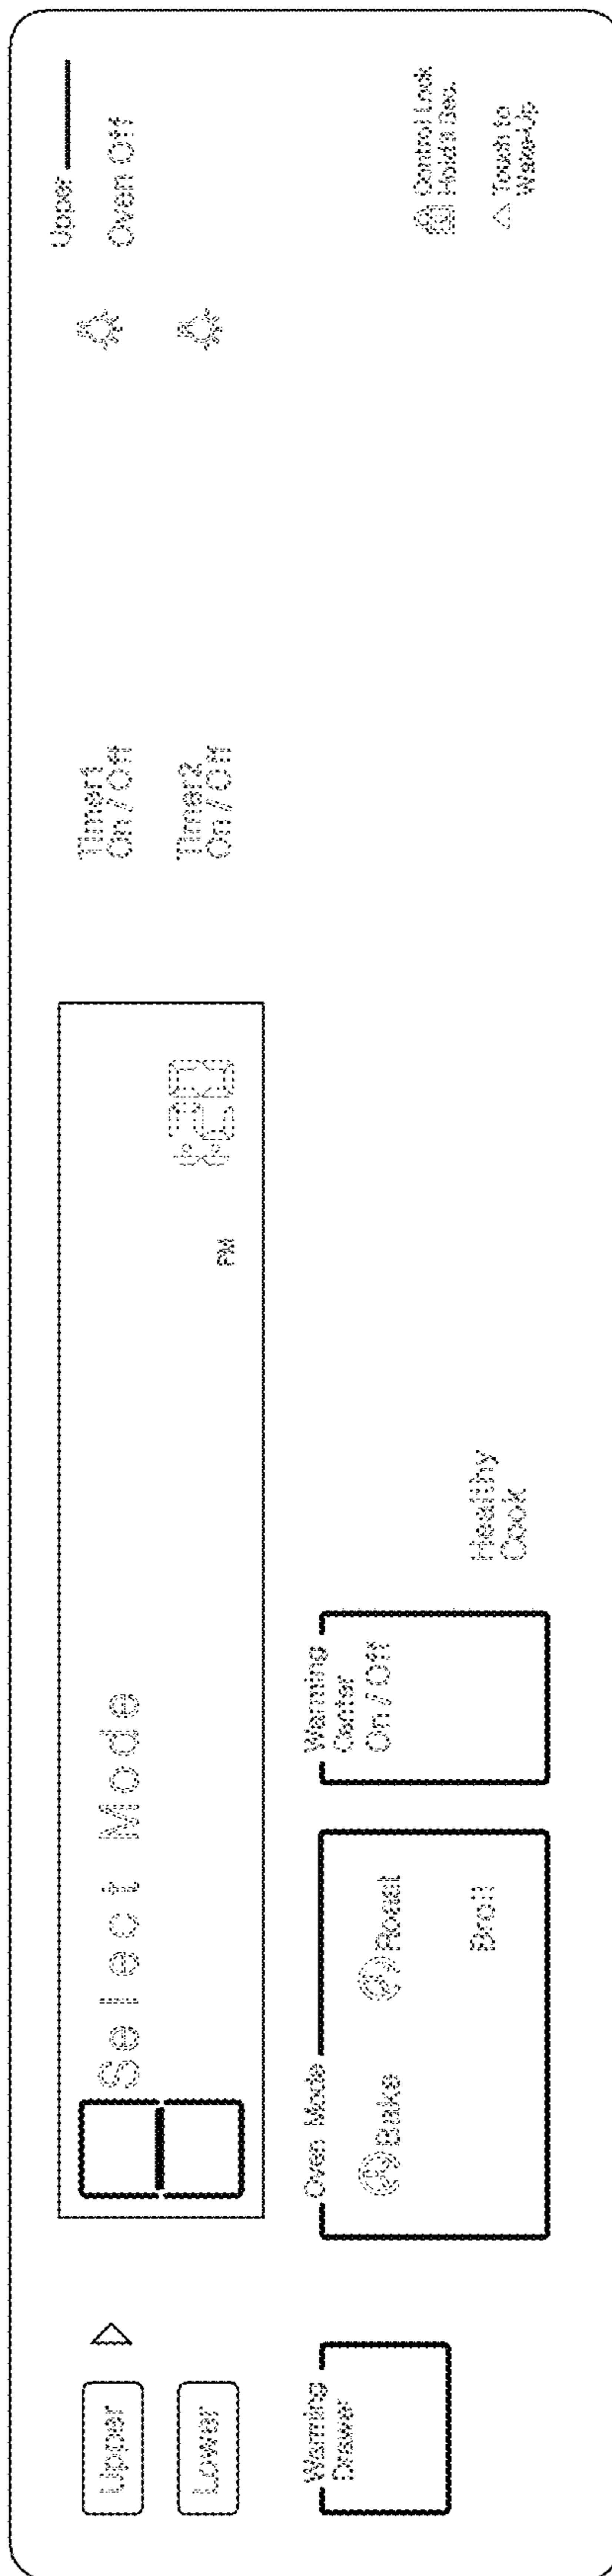 Upper
Lower
Select Mode
PM
Timer1
On / Off
Timer2
On / Off
Upper
Oven Off
Warming
Drawer
Oven Mode
Bake
Roast
Broil
Warming
Center
On / Off
Healthy
Cook
Control Lock
Hold 3 Sec.
Touch to
Wake-Up